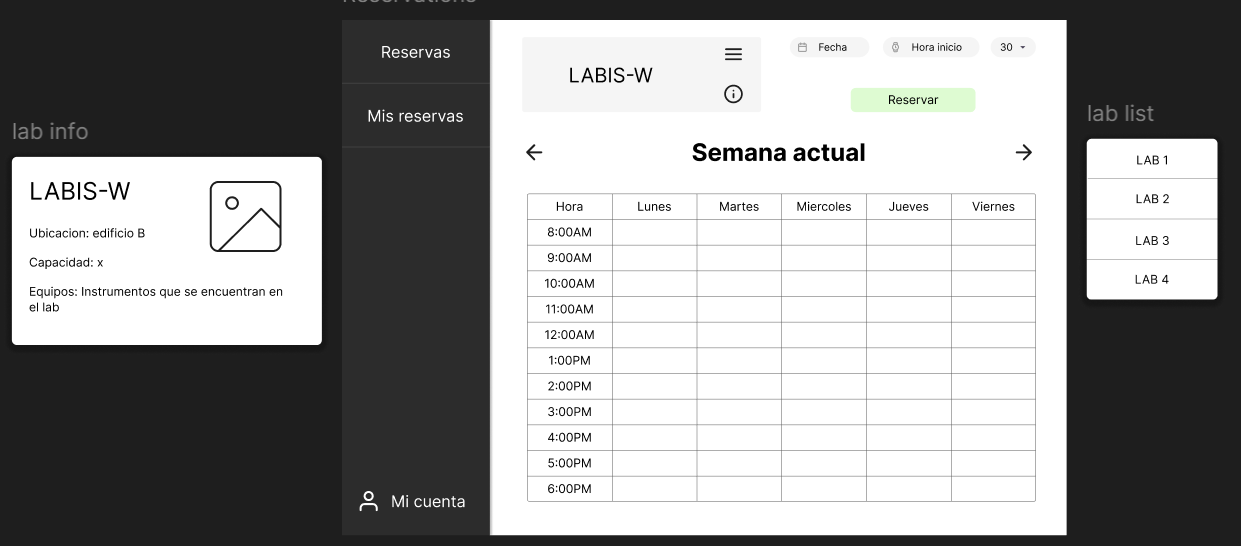 Reservations
lab info
LABIS-W
Ubicacion: edificio B
Capacidad: x
Equipos: Instrumentos que se encuentran en
el lab
Reservas
Mis reservas
Mi cuenta
LABIS-W
Fecha
Hora inicio
30
Reservar
Semana actual
Hora Lunes Martes Miercoles Jueves Viernes
8:00AM
9:00AM
10:00AM
11:00AM
12:00AM
1:00PM
2:00PM
3:00PM
4:00PM
5:00PM
6:00PM
lab list
LAB 1
LAB 2
LAB 3
LAB 4